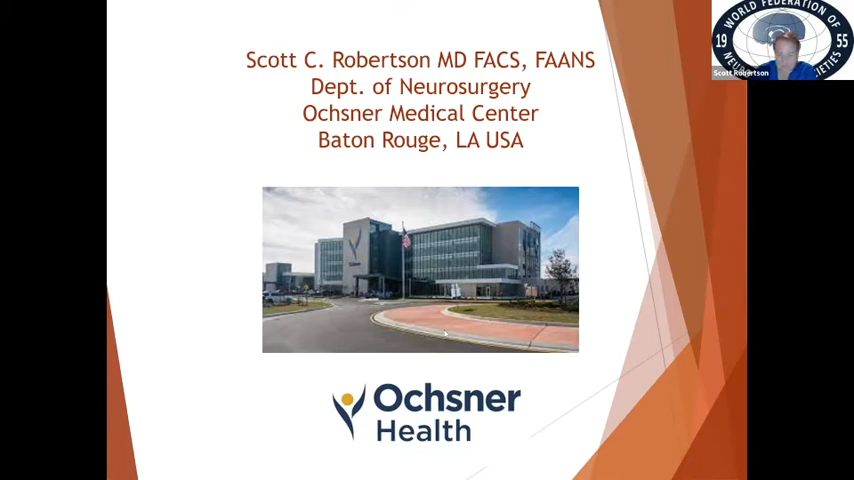 Scott C. Robertson MD FACS, FAANS
Dept. of Neurosurgery
Ochsner Medical Center
Baton Rouge, LA USA
Ochsner
Health
WORLD FEDERATION OF
19 55
Scott Robertson